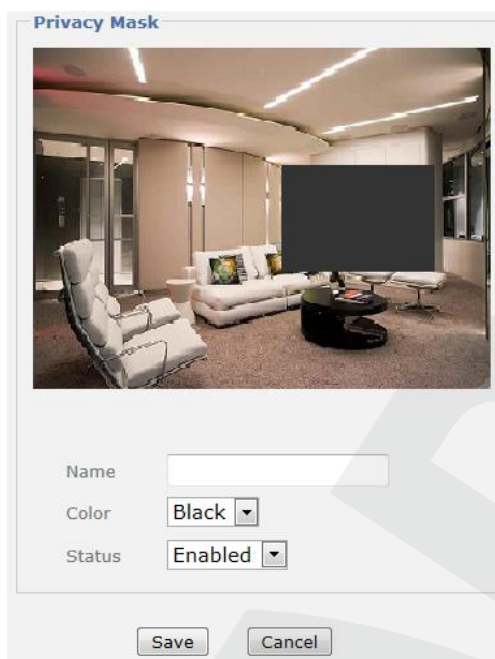 Privacy Mask
Name
Color Black
Status Enabled
Save Cancel